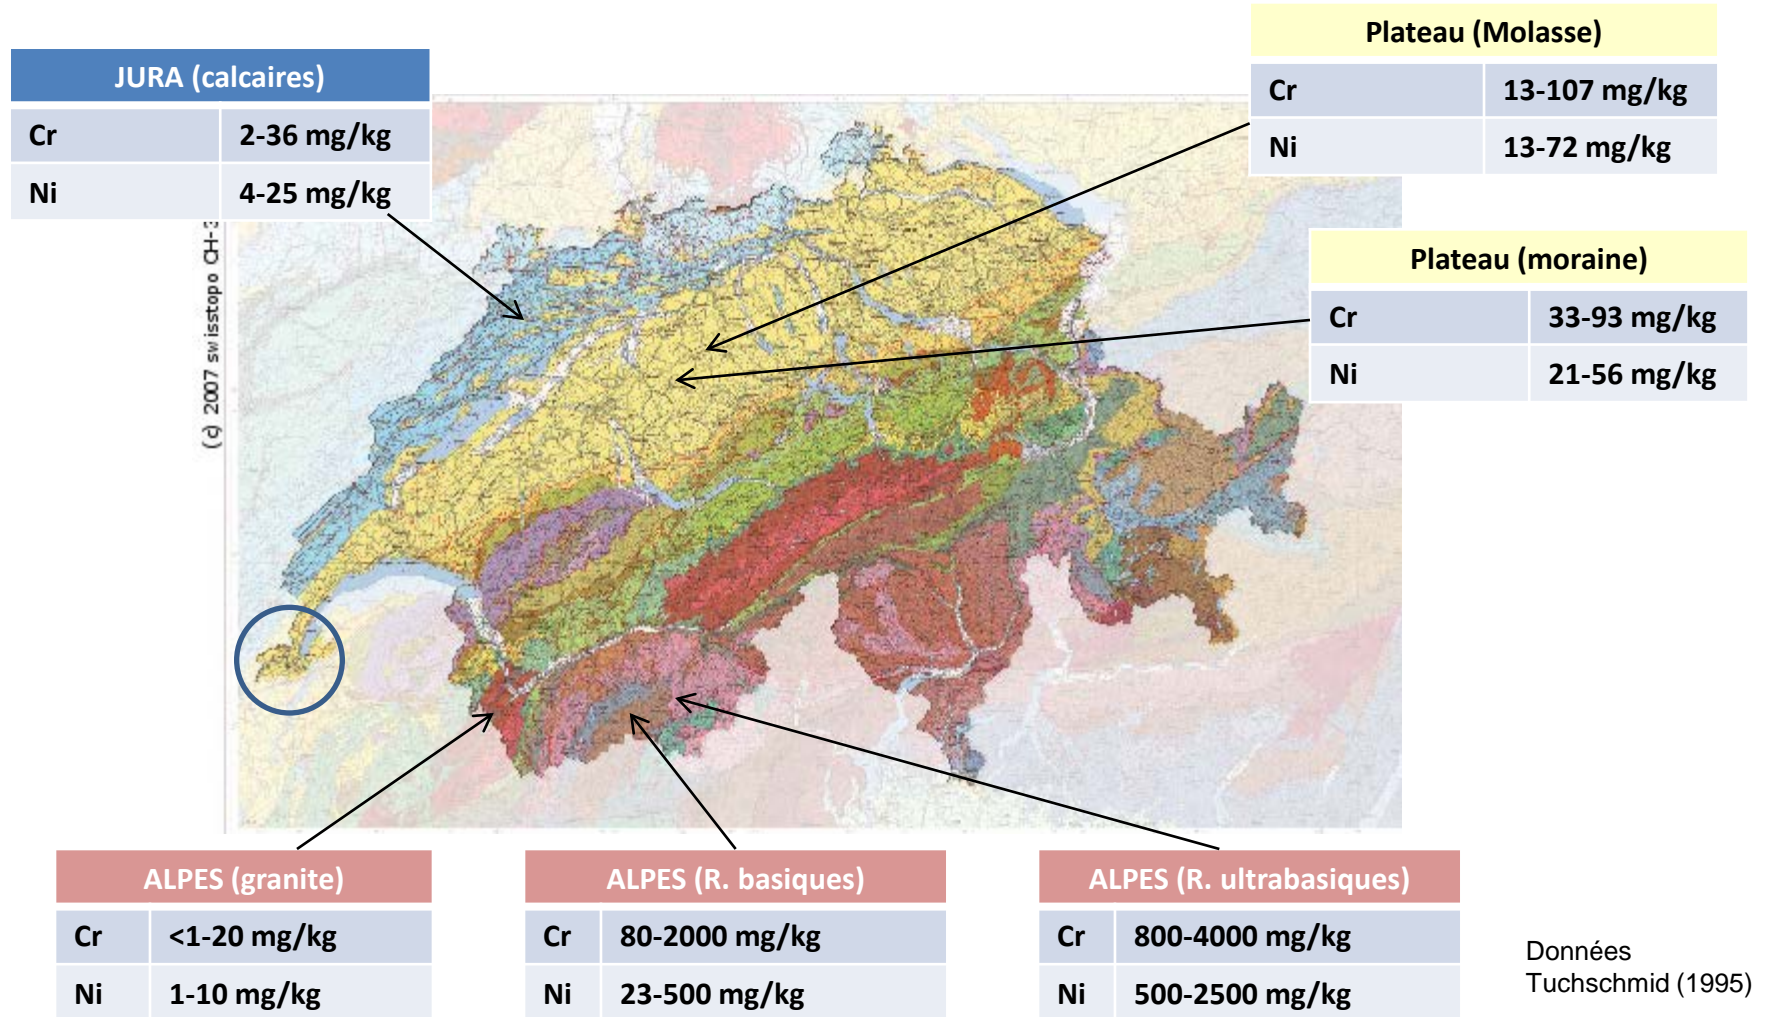 JURA (calcaires)
Cr 2-36 mg/kg
Ni 4-25 mg/kg
Plateau (Molasse)
Cr 13-107 mg/kg
Ni 13-72 mg/kg
Plateau (moraine)
Cr 33-93 mg/kg
Ni 21-56 mg/kg
(c) 2007 swisstopo CH-3
ALPES (granite)
Cr <1-20 mg/kg
Ni 1-10 mg/kg
ALPES (R. basiques)
Cr 80-2000 mg/kg
Ni 23-500 mg/kg
ALPES (R. ultrabasiques)
Cr 800-4000 mg/kg
Ni 500-2500 mg/kg
Données
Tuchschmid (1995)